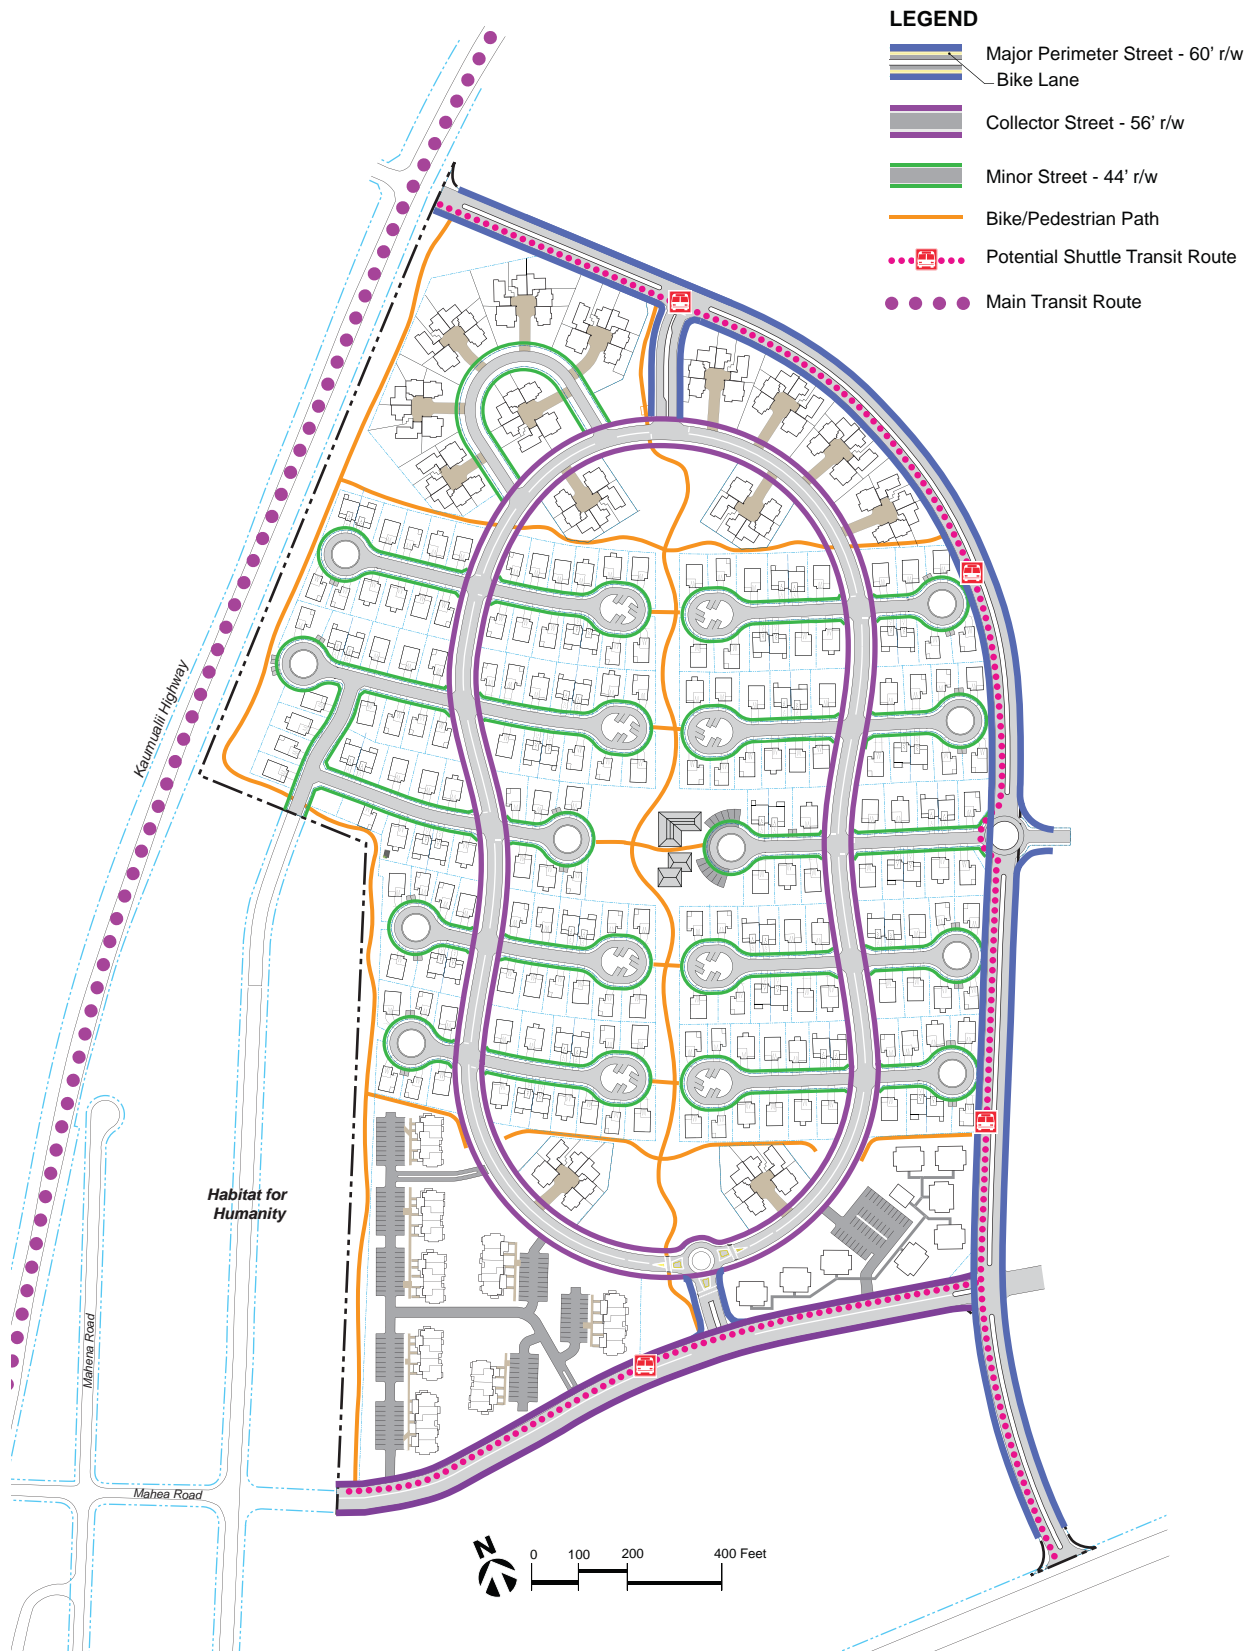 LEGEND
Major Perimeter Street - 60' r/w
Bike Lane
Collector Street - 56' r/w
Minor Street - 44' r/w
Bike/Pedestrian Path
Potential Shuttle Transit Route
Main Transit Route
Kaumualii Highway
Habitat for
Humanity
Mahena Road
Mahea Road
N
0 100 200 400 Feet